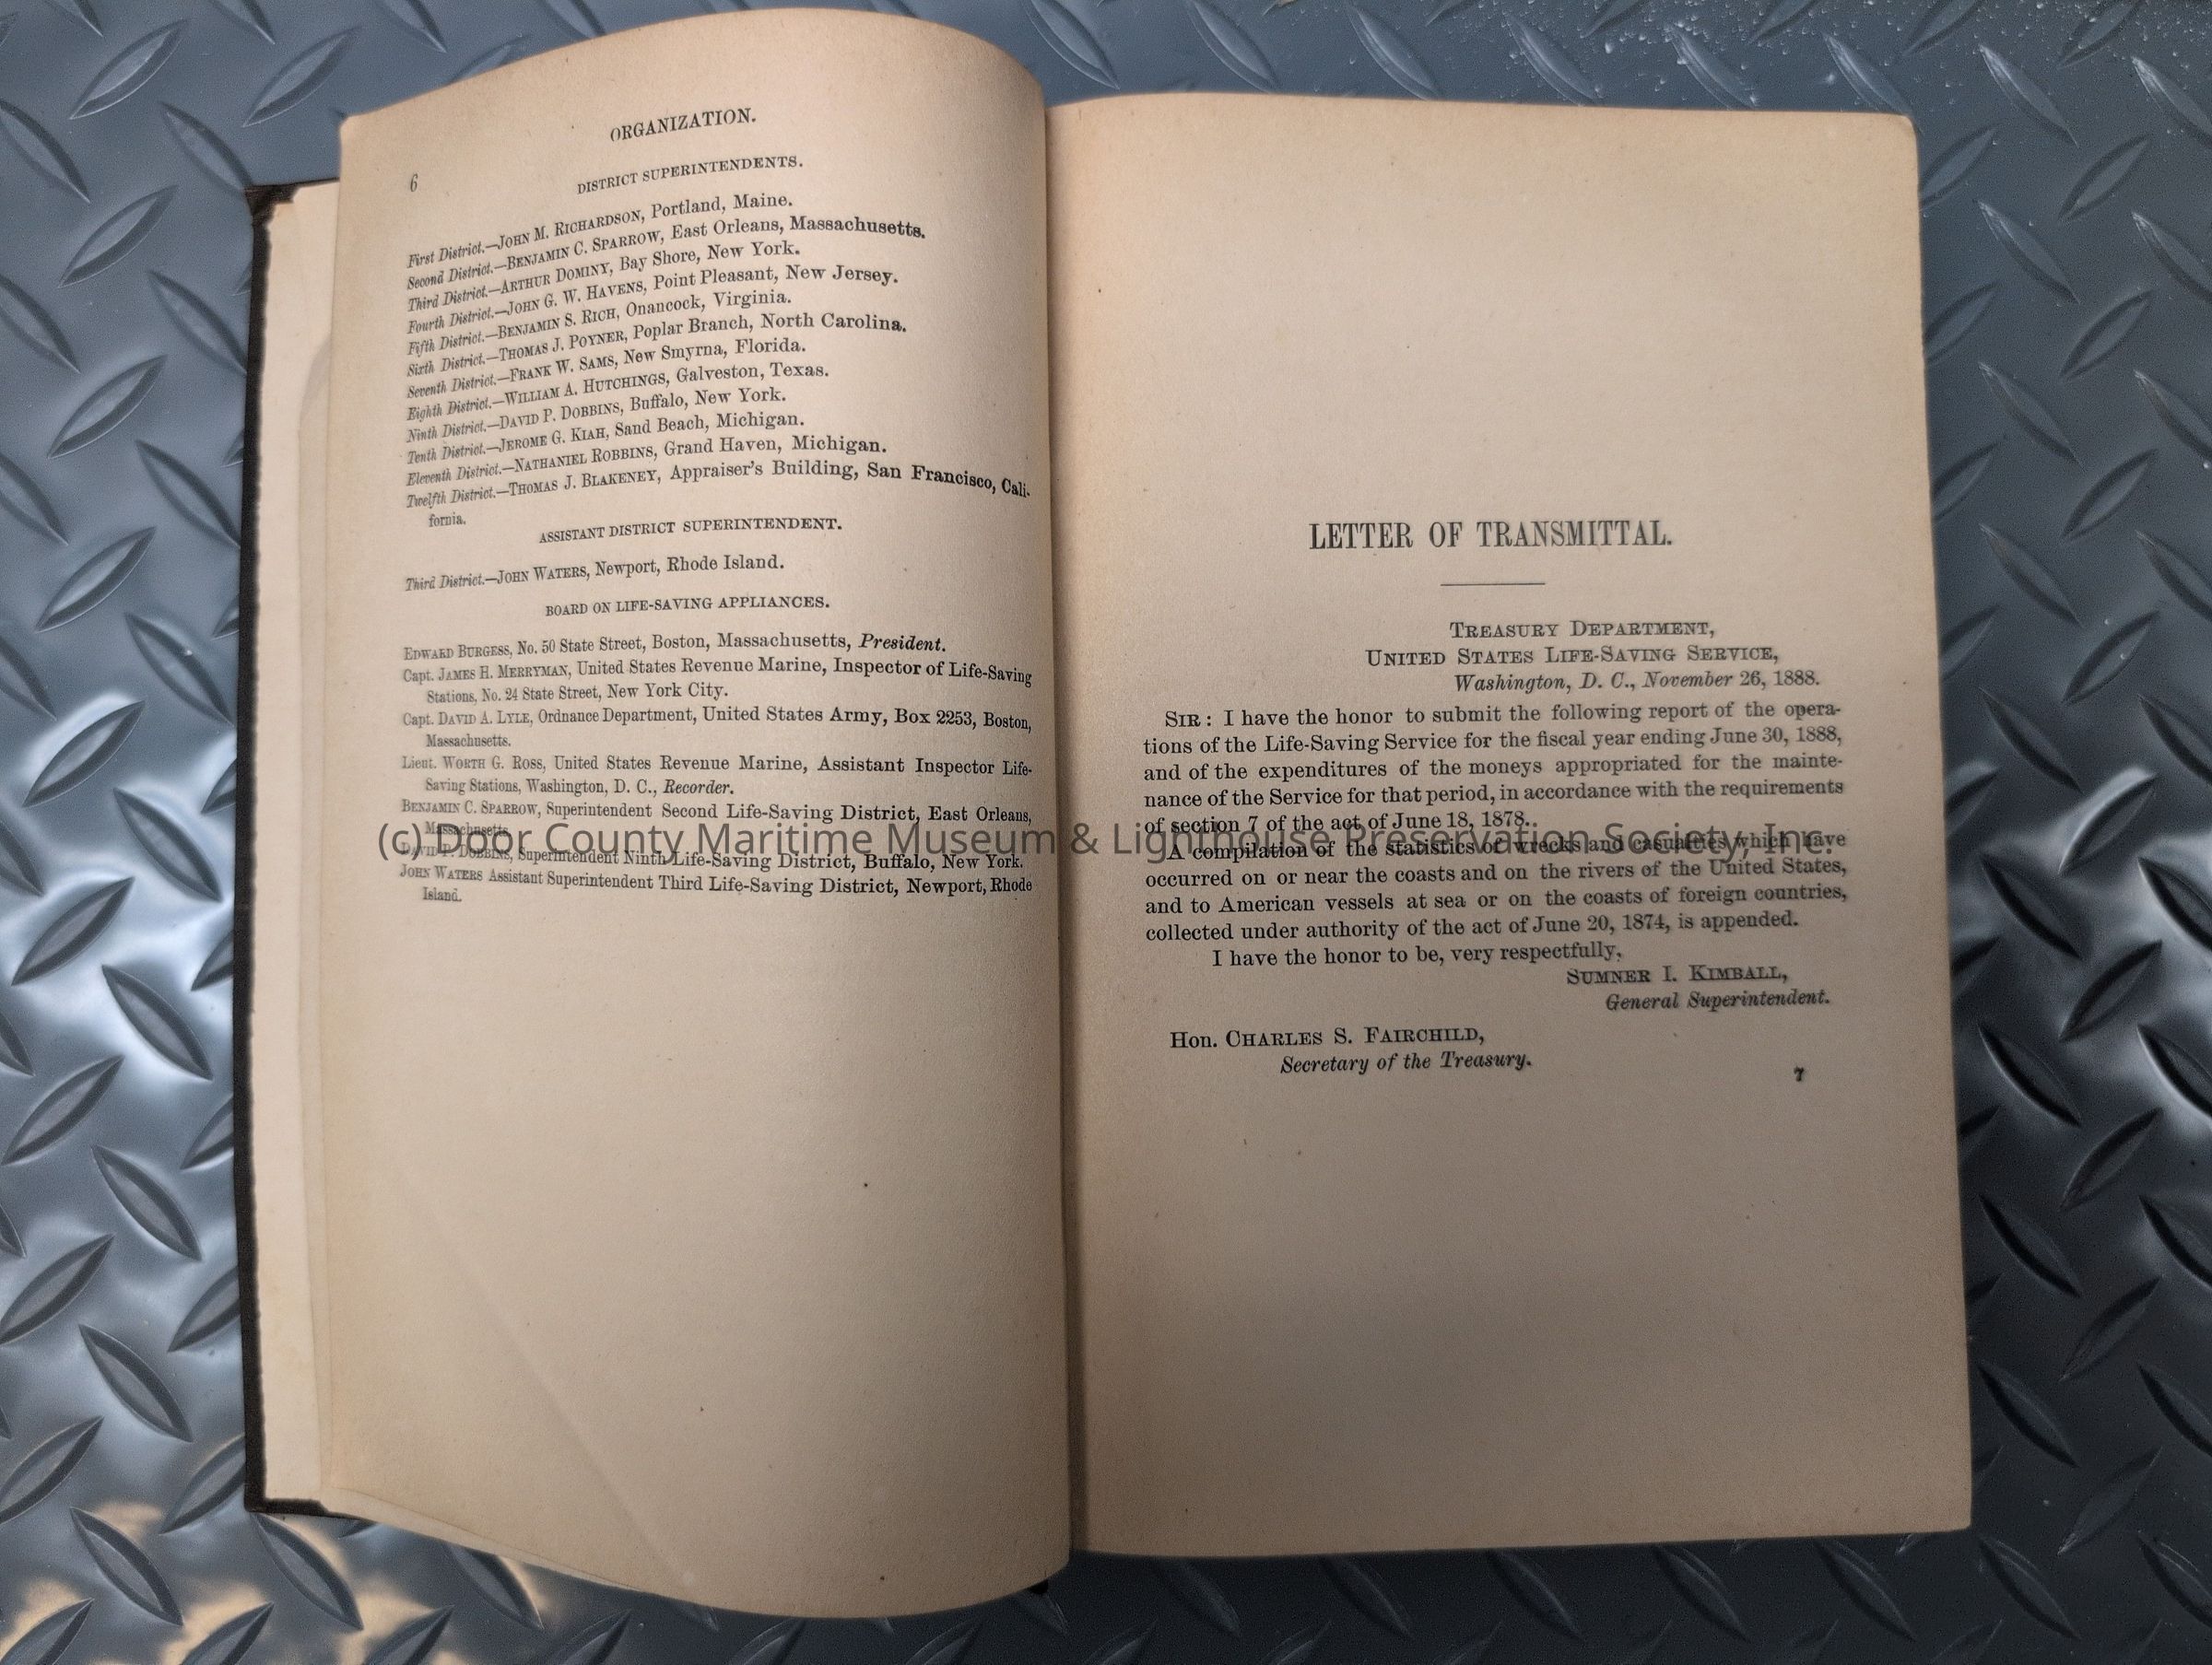 6
ORGANIZATION.
DISTRICT SUPERINTENDENTS.
First District.—JOHN M. RICHARDSON, Portland, Maine.
Second District.—BENJAMIN C. SPARROW, East Orleans, Massachusetts.
Third District.—ARTHUR DOMINY, Bay Shore, New York.
Fourth District.—JOHN G. W. HAVENS, Point Pleasant, New Jersey.
Fifth District.—BENJAMIN S. RICH, Onancock, Virginia.
Sixth District.—THOMAS J. POYNER, Poplar Branch, North Carolina.
Seventh District.—FRANK W. SAMS, New Smyrna, Florida.
Eighth District.—WILLIAM A. HUTCHINGS, Galveston, Texas.
Ninth District.—DAVID P. DOBBINS, Buffalo, New York.
Tenth District.—JEROME G. KIAH, Sand Beach, Michigan.
Eleventh District.—NATHANIEL ROBBINS, Grand Haven, Michigan.
Twelfth District.—THOMAS J. BLAKENEY, Appraiser's Building, San Francisco, Cali-
fornia.
ASSISTANT DISTRICT SUPERINTENDENT.
Third District.—JOHN WATERS, Newport, Rhode Island.
BOARD ON LIFE-SAVING APPLIANCES.
EDWARD BURGESS, No. 50 State Street, Boston, Massachusetts, President.
Capt. JAMES H. MERRYMAN, United States Revenue Marine, Inspector of Life-Saving
Stations, No. 24 State Street, New York City.
Capt. DAVID A. LYLE, Ordnance Department, United States Army, Box 2253, Boston,
Massachusetts.
Lieut. WORTH G. ROSS, United States Revenue Marine, Assistant Inspector Life-
Saving Stations, Washington, D. C., Recorder.
BENJAMIN C. SPARROW, Superintendent Second Life-Saving District, East Orleans,
Massachusetts.
DAVID P. DOBBINS, Superintendent Ninth Life-Saving District, Buffalo, New York.
JOHN WATERS Assistant Superintendent Third Life-Saving District, Newport, Rhode
Island.
LETTER OF TRANSMITTAL.
TREASURY DEPARTMENT,
UNITED STATES LIFE-SAVING SERVICE,
Washington, D. C., November 26, 1888.
SIR: I have the honor to submit the following report of the opera-
tions of the Life-Saving Service for the fiscal year ending June 30, 1888,
and of the expenditures of the moneys appropriated for the mainte-
nance of the Service for that period, in accordance with the requirements
of section 7 of the act of June 18, 1878.
A compilation of the statistics of wrecks and casualties which have
occurred on or near the coasts and on the rivers of the United States,
and to American vessels at sea or on the coasts of foreign countries,
collected under authority of the act of June 20, 1874, is appended.
I have the honor to be, very respectfully,
SUMNER I. KIMBALL,
General Superintendent.
Hon. CHARLES S. FAIRCHILD,
Secretary of the Treasury.
7
(c) Door County Maritime Museum & Lighthouse Preservation Society, Inc.